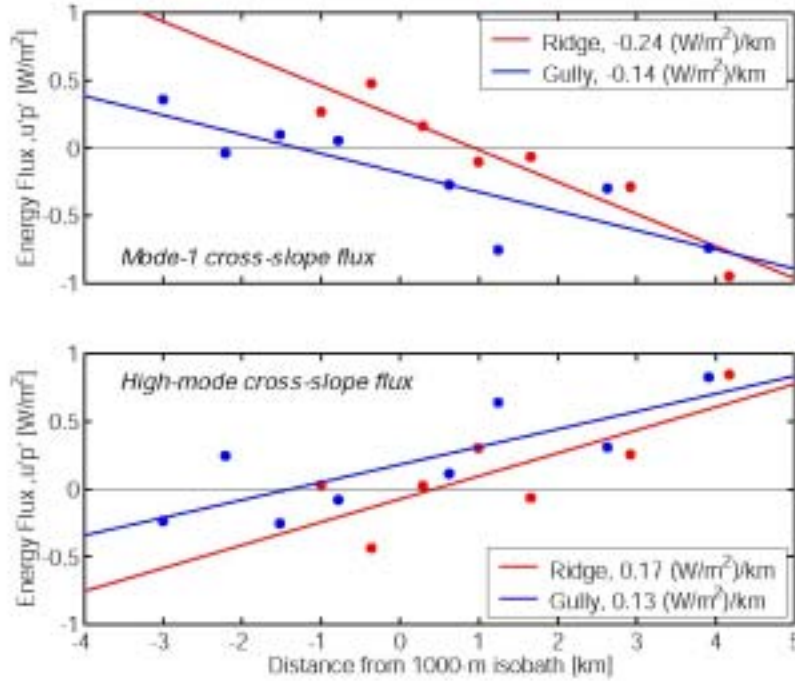 1
0.5
0
-0.5
-1
Energy Flux ,u'p' [W/m²]
Ridge, -0.24 (W/m²)/km
Gully, -0.14 (W/m²)/km
Mode-1 cross-slope flux
1
0.5
0
-0.5
-1
Energy Flux ,u'p' [W/m²]
High-mode cross-slope flux
Ridge, 0.17 (W/m²)/km
Gully, 0.13 (W/m²)/km
-4 -3 -2 -1 0 1 2 3 4 5
Distance from 1000-m isobath [km]